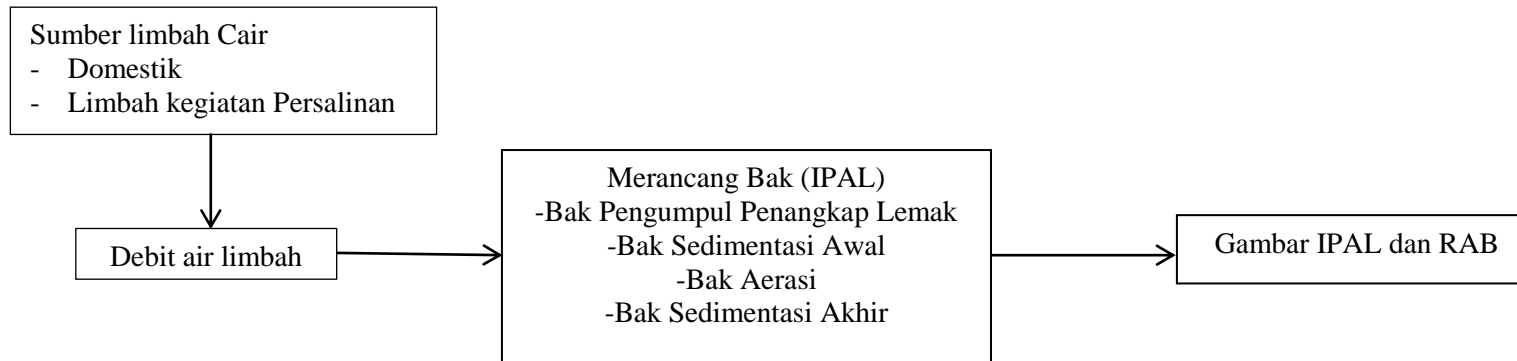 Sumber limbah Cair
- Domestik
- Limbah kegiatan Persalinan
Debit air limbah
Merancang Bak (IPAL)
-Bak Pengumpul Penangkap Lemak
-Bak Sedimentasi Awal
-Bak Aerasi
-Bak Sedimentasi Akhir
Gambar IPAL dan RAB